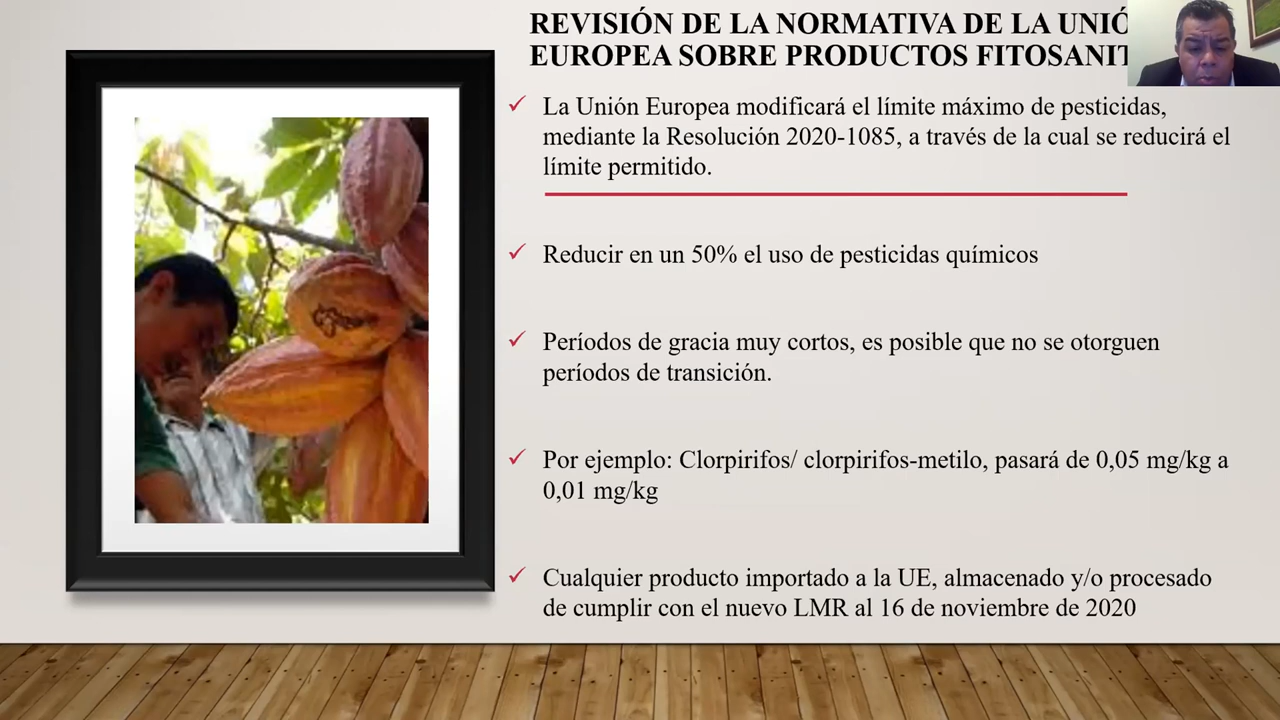 REVISIÓN DE LA NORMATIVA DE LA UNIÓ
EUROPEA SOBRE PRODUCTOS FITOSANIT
✓ La Unión Europea modificará el límite máximo de pesticidas,
mediante la Resolución 2020-1085, a través de la cual se reducirá el
límite permitido.
✓ Reducir en un 50% el uso de pesticidas químicos
✓ Períodos de gracia muy cortos, es posible que no se otorguen
períodos de transición.
✓ Por ejemplo: Clorpirifos/ clorpirifos-metilo, pasará de 0,05 mg/kg a
0,01 mg/kg
✓ Cualquier producto importado a la UE, almacenado y/o procesado
de cumplir con el nuevo LMR al 16 de noviembre de 2020